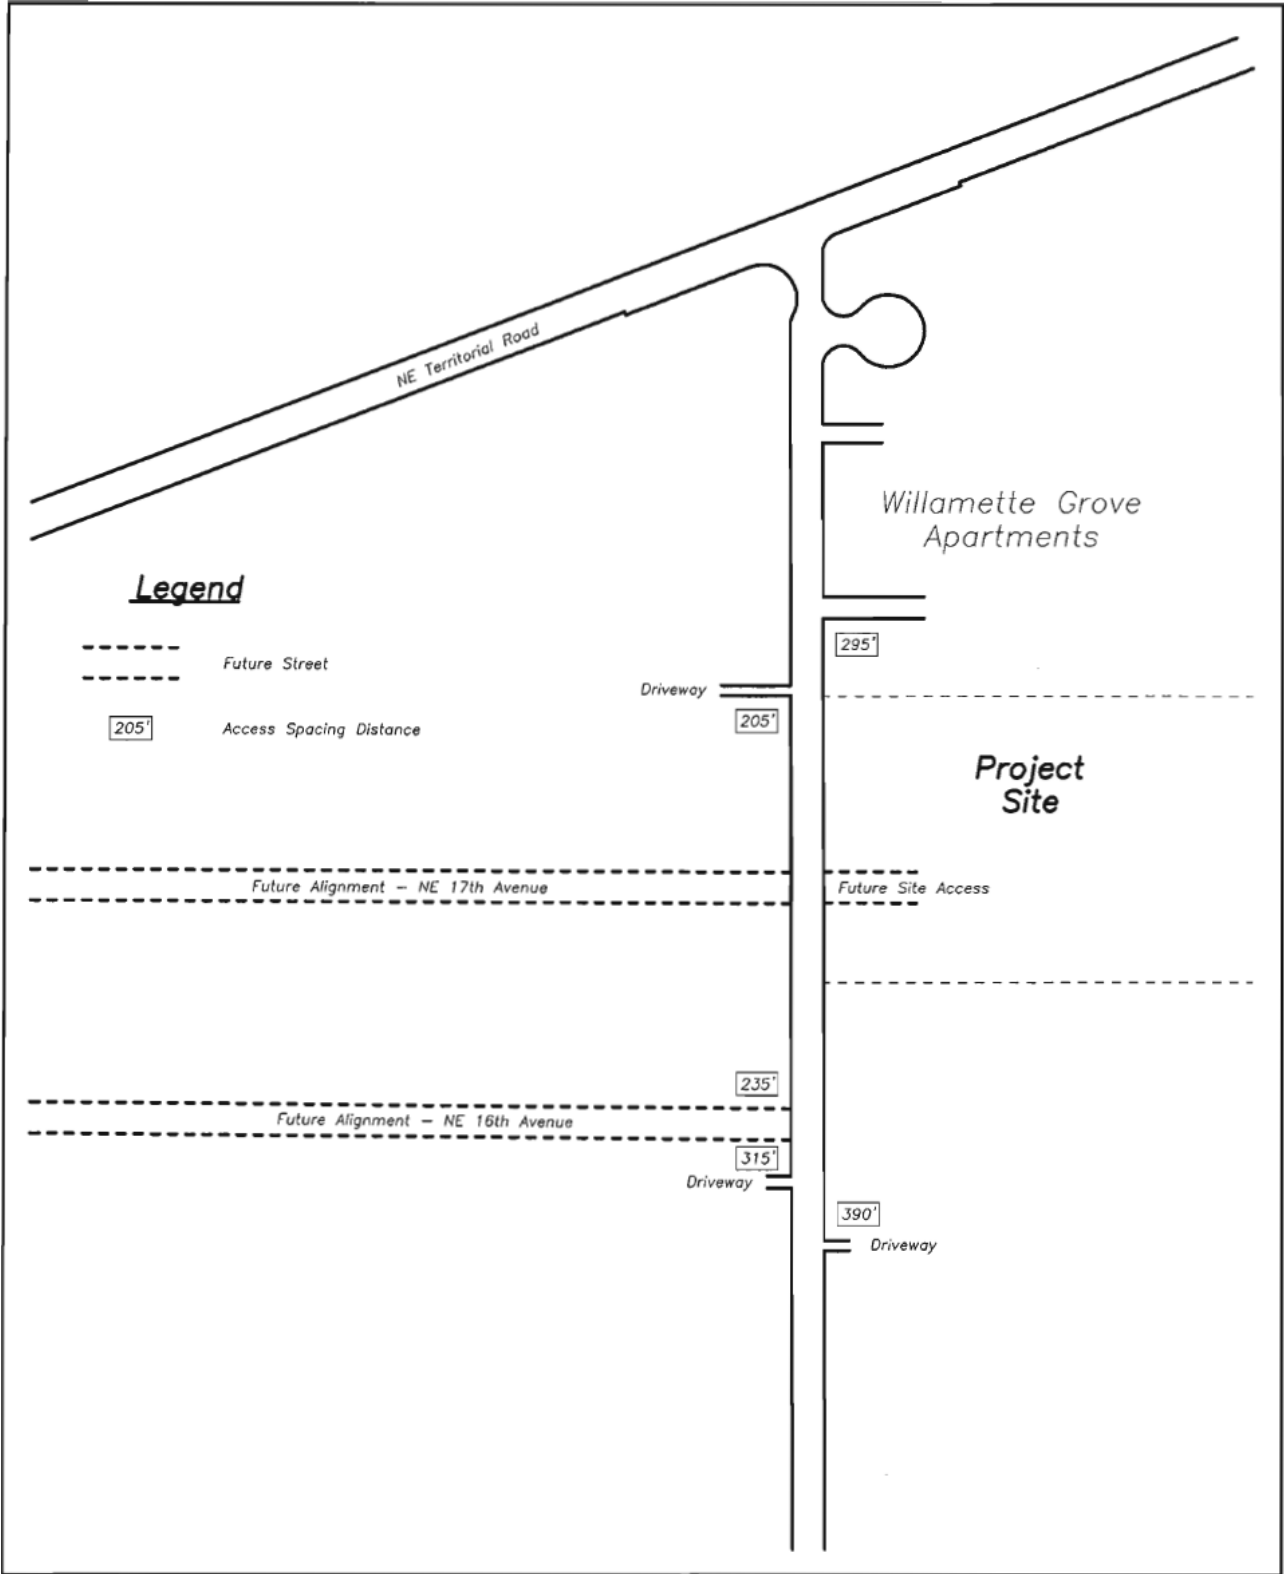 NE Territorial Road
Willamette Grove
Apartments
Legend
Future Street
205' Access Spacing Distance
295'
Driveway
205'
Project
Site
Future Alignment – NE 17th Avenue
Future Site Access
235'
Future Alignment – NE 16th Avenue
315'
Driveway
390'
Driveway